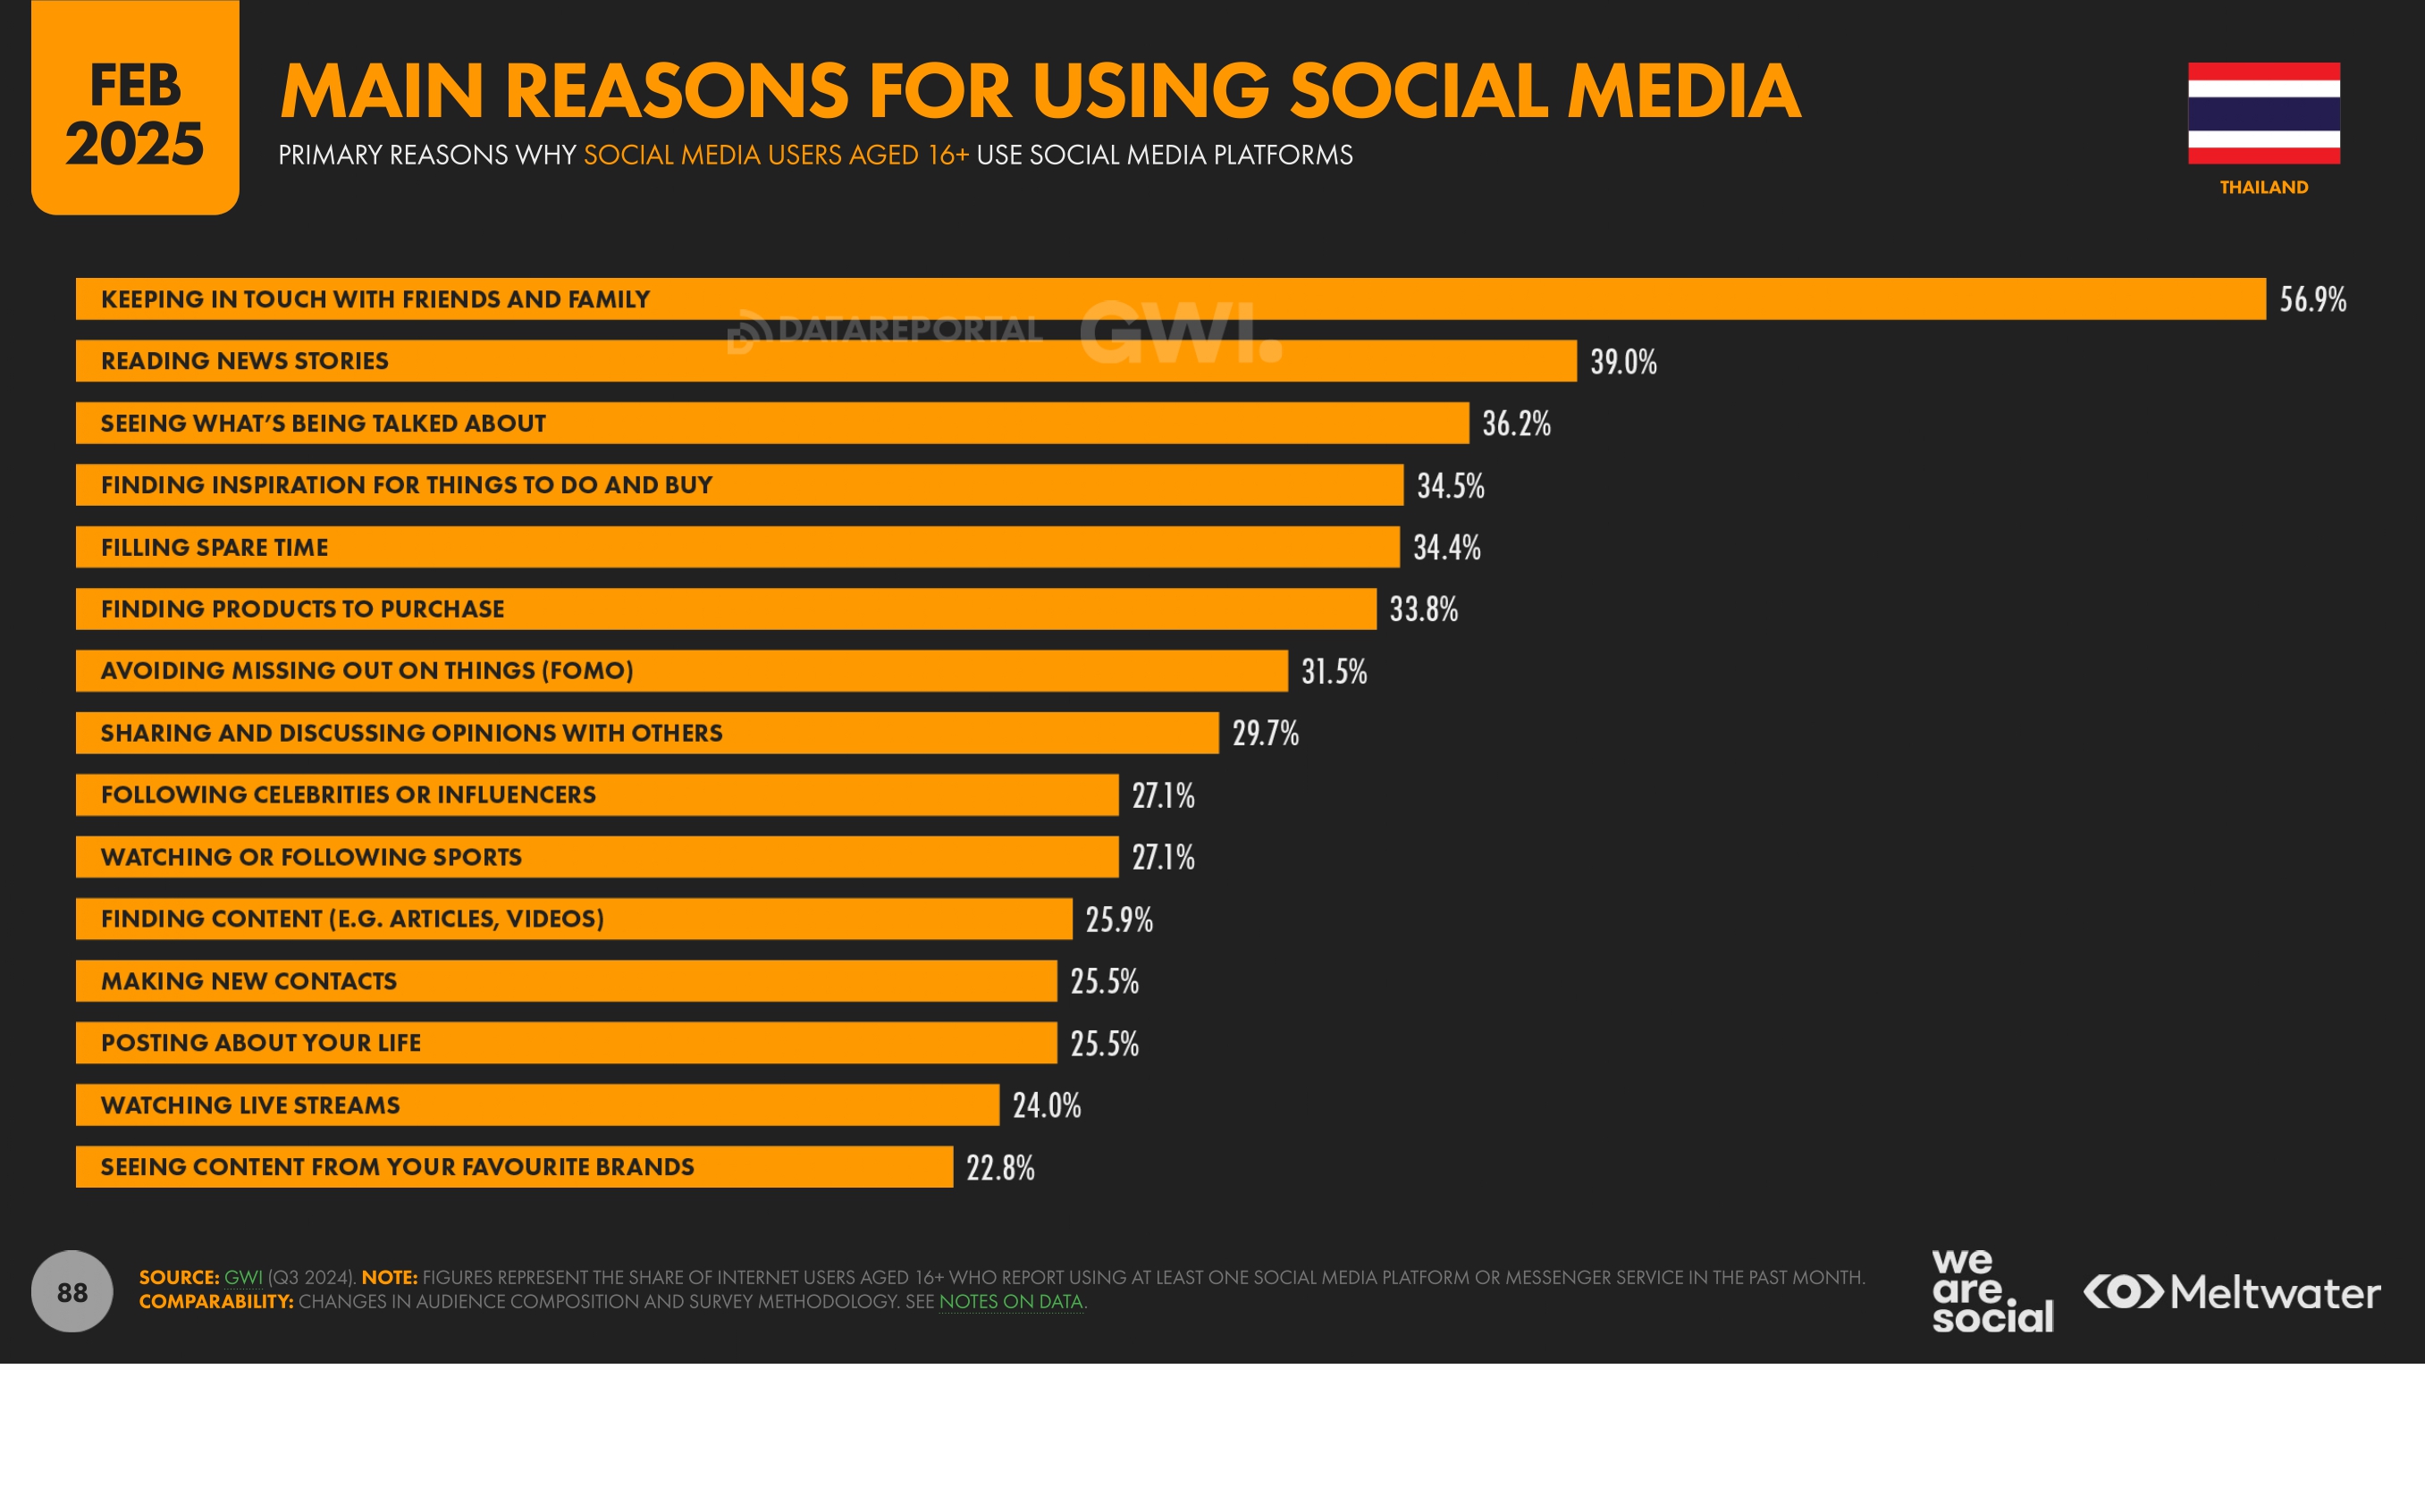 FEB
2025
MAIN REASONS FOR USING SOCIAL MEDIA
PRIMARY REASONS WHY SOCIAL MEDIA USERS AGED 16+ USE SOCIAL MEDIA PLATFORMS
THAILAND
KEEPING IN TOUCH WITH FRIENDS AND FAMILY 56.9%
DATAREPORTAL GWI.
READING NEWS STORIES 39.0%
SEEING WHAT'S BEING TALKED ABOUT 36.2%
FINDING INSPIRATION FOR THINGS TO DO AND BUY 34.5%
FILLING SPARE TIME 34.4%
FINDING PRODUCTS TO PURCHASE 33.8%
AVOIDING MISSING OUT ON THINGS (FOMO) 31.5%
SHARING AND DISCUSSING OPINIONS WITH OTHERS 29.7%
FOLLOWING CELEBRITIES OR INFLUENCERS 27.1%
WATCHING OR FOLLOWING SPORTS 27.1%
FINDING CONTENT (E.G. ARTICLES, VIDEOS) 25.9%
MAKING NEW CONTACTS 25.5%
POSTING ABOUT YOUR LIFE 25.5%
WATCHING LIVE STREAMS 24.0%
SEEING CONTENT FROM YOUR FAVOURITE BRANDS 22.8%
88
SOURCE: GWI (Q3 2024). NOTE: FIGURES REPRESENT THE SHARE OF INTERNET USERS AGED 16+ WHO REPORT USING AT LEAST ONE SOCIAL MEDIA PLATFORM OR MESSENGER SERVICE IN THE PAST MONTH.
COMPARABILITY: CHANGES IN AUDIENCE COMPOSITION AND SURVEY METHODOLOGY. SEE NOTES ON DATA.
we
are
social
Meltwater